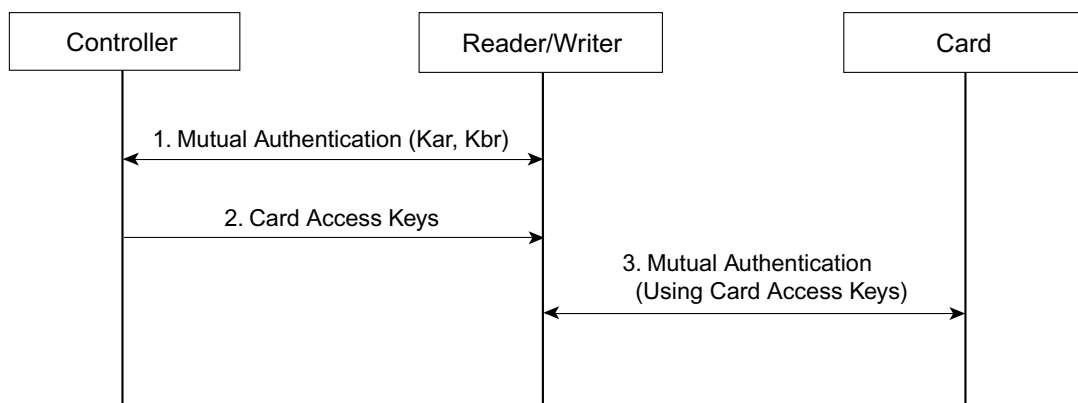 Controller
Reader/Writer
Card
1. Mutual Authentication (Kar, Kbr)
2. Card Access Keys
3. Mutual Authentication
(Using Card Access Keys)